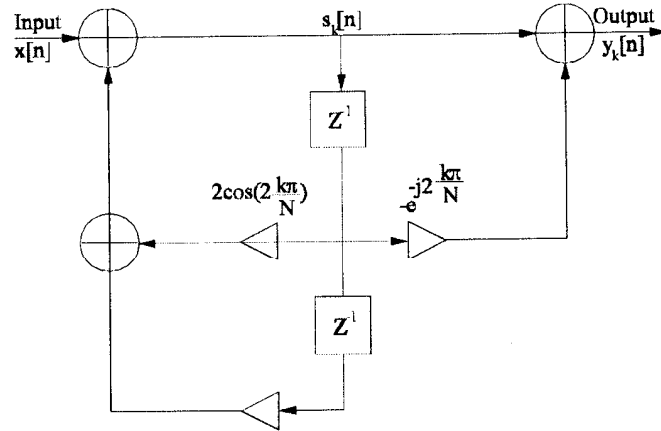 Input
x[n]
s_k[n]
Output
y_k[n]
Z^-1
2cos(2 kπ/N)
-e^-j2 kπ/N
Z^-1